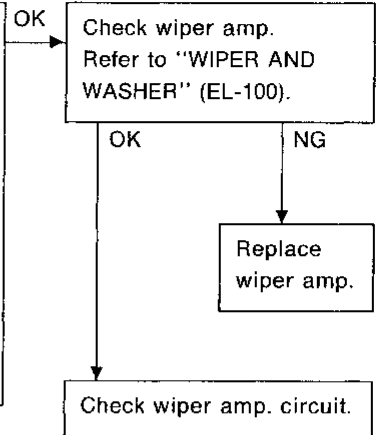 OK
Check wiper amp.
Refer to "WIPER AND
WASHER" (EL-100).
OK
NG
Replace
wiper amp.
Check wiper amp. circuit.